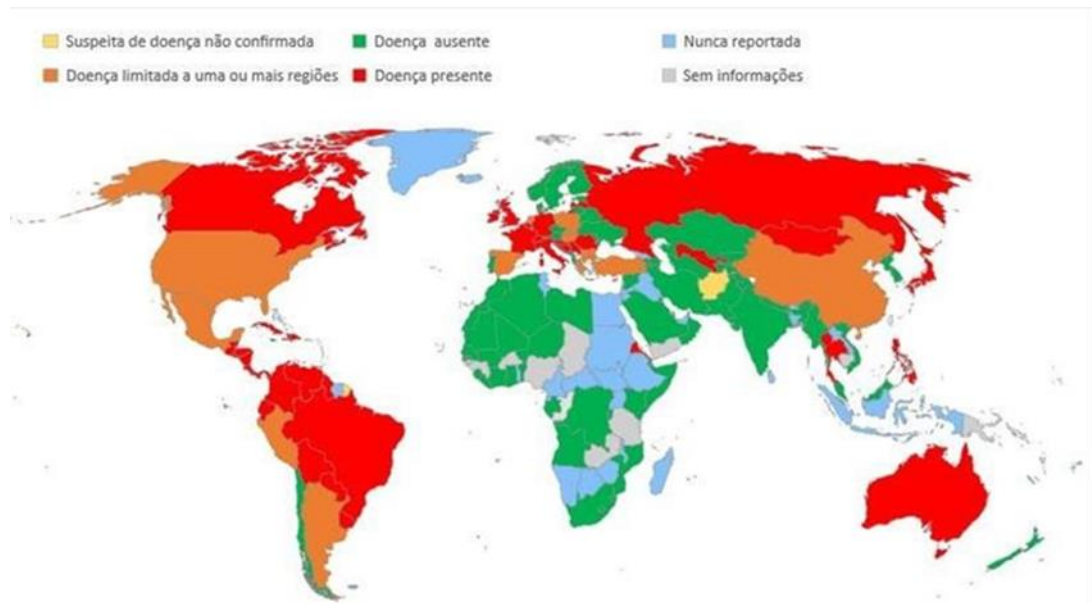 Suspeita de doença não confirmada
Doença ausente
Nunca reportada
Doença limitada a uma ou mais regiões
Doença presente
Sem informações